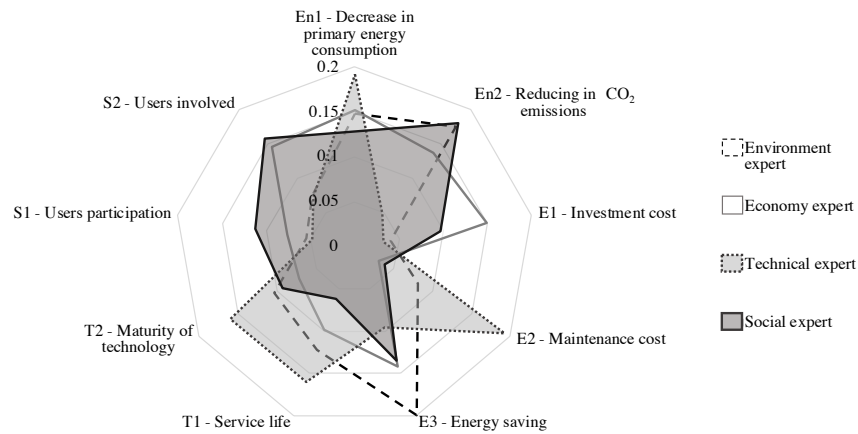 En1 - Decrease in
primary energy
consumption
En2 - Reducing in CO2
emissions
E1 - Investment cost
E2 - Maintenance cost
E3 - Energy saving
T1 - Service life
T2 - Maturity of
technology
S1 - Users participation
S2 - Users involved
0.2
0.15
0.1
0.05
0
Environment
expert
Economy expert
Technical expert
Social expert